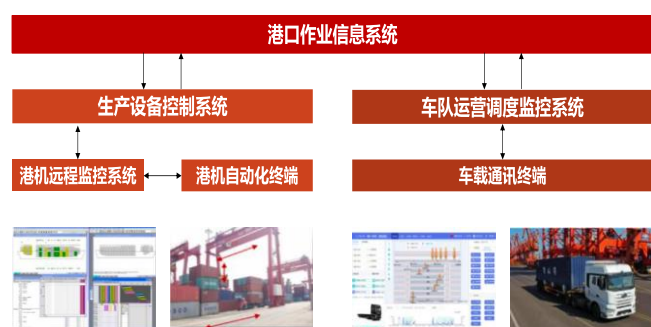 港口作业信息系统
生产设备控制系统
车队运营调度监控系统
港机远程监控系统
港机自动化终端
车载通讯终端